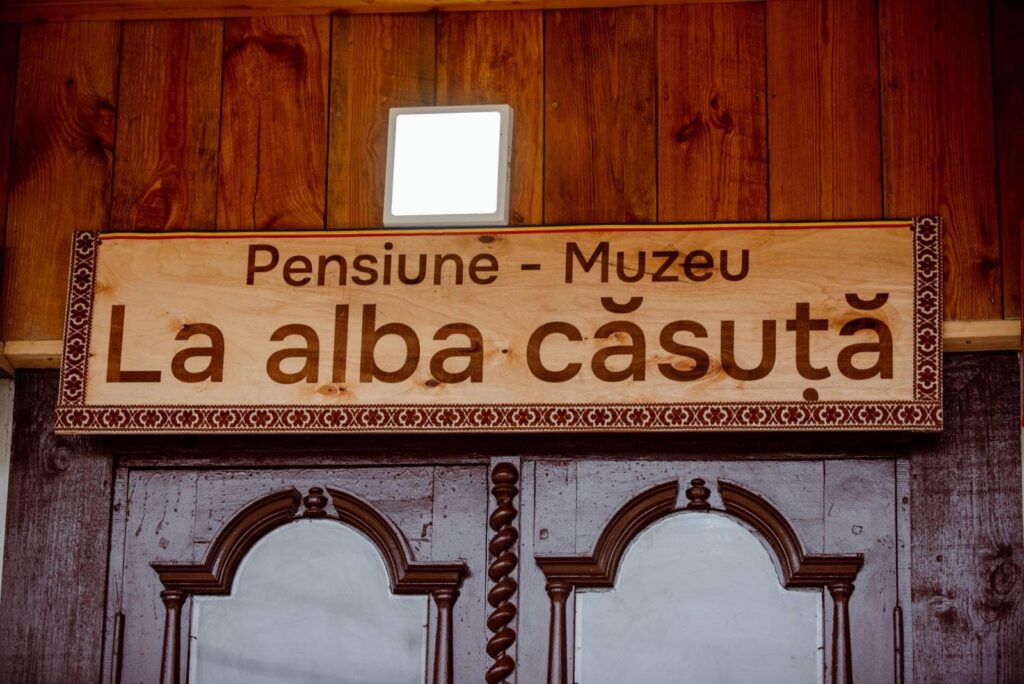 Pensiune - Muzeu
La alba căsuță